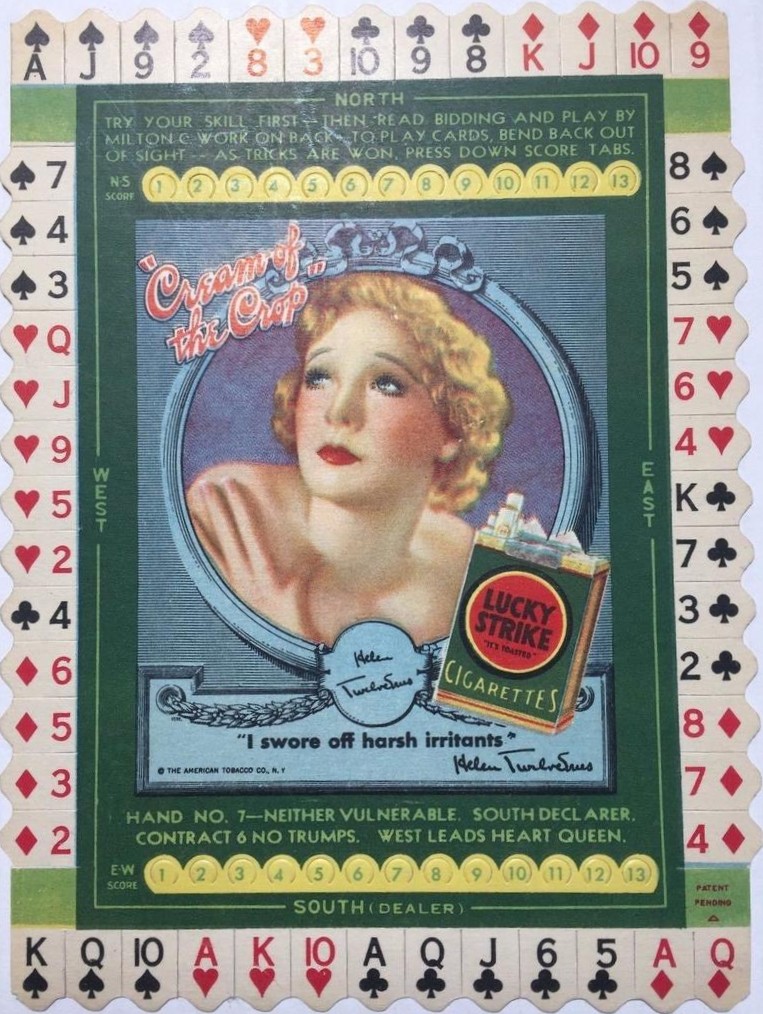 A J 9 2 8 3 10 9 8 K J 10 9
NORTH
TRY YOUR SKILL FIRST — THEN READ BIDDING AND PLAY BY
MILTON C. WORK ON BACK — TO PLAY CARDS, BEND BACK OUT
OF SIGHT — AS TRICKS ARE WON, PRESS DOWN SCORE TABS.
N-S
SCORE
1 2 3 4 5 6 7 8 9 10 11 12 13
7
4
3
Q
J
9
5
2
4
6
5
3
2
WEST
"Cream of
the Crop"
LUCKY
STRIKE
"IT'S TOASTED"
CIGARETTES
Helen
Twelvetrees
"I swore off harsh irritants"
Helen Twelvetrees
© THE AMERICAN TOBACCO CO., N.Y.
EAST
8
6
5
7
6
4
K
7
3
2
8
7
4
HAND NO. 7—NEITHER VULNERABLE. SOUTH DECLARER.
CONTRACT 6 NO TRUMPS. WEST LEADS HEART QUEEN.
E-W
SCORE
1 2 3 4 5 6 7 8 9 10 11 12 13
PATENT
PENDING
SOUTH (DEALER)
K Q 10 A K 10 A Q J 6 5 A Q